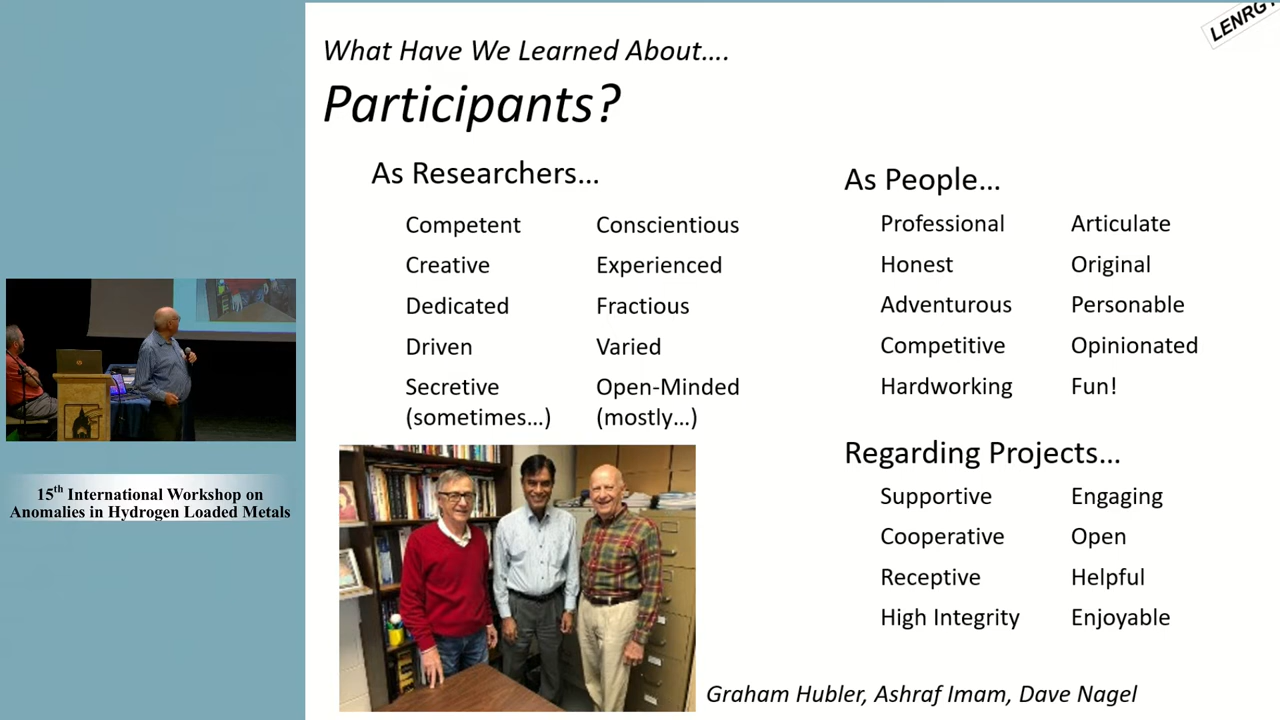 LENRGY
What Have We Learned About....
Participants?
As Researchers...
Competent Conscientious
Creative Experienced
Dedicated Fractious
Driven Varied
Secretive Open-Minded
(sometimes...) (mostly...)
As People...
Professional Articulate
Honest Original
Adventurous Personable
Competitive Opinionated
Hardworking Fun!
Regarding Projects...
Supportive Engaging
Cooperative Open
Receptive Helpful
High Integrity Enjoyable
Graham Hubler, Ashraf Imam, Dave Nagel
15th International Workshop on
Anomalies in Hydrogen Loaded Metals